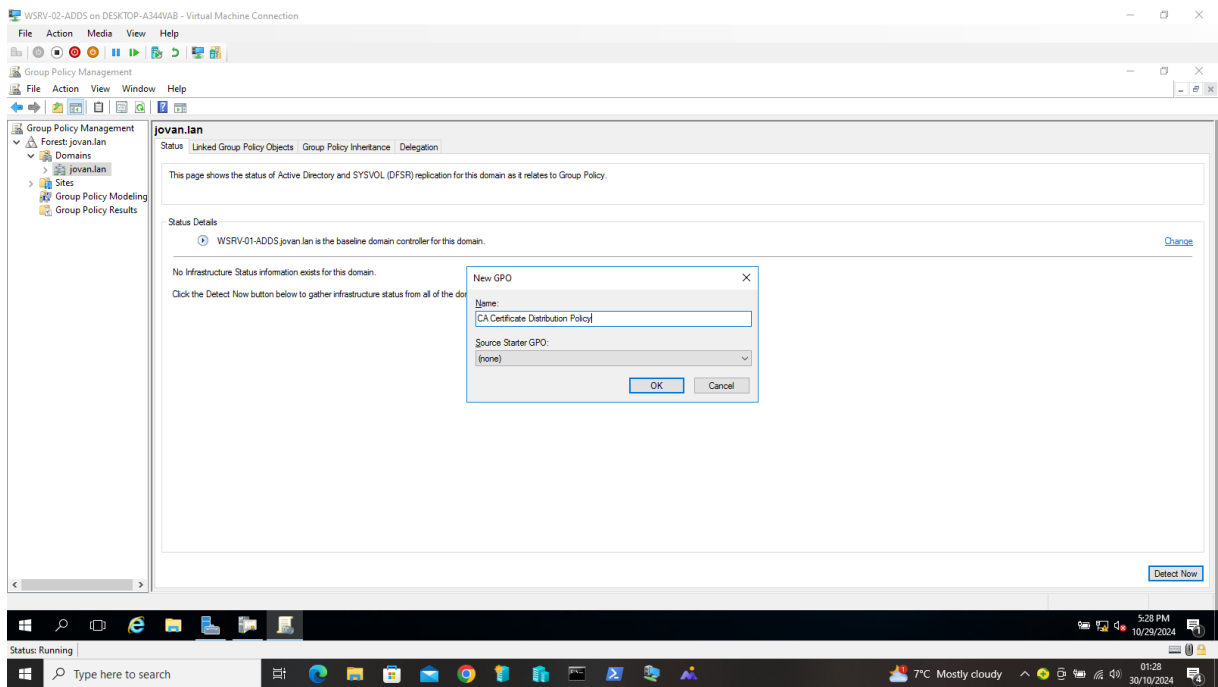 WSRV-02-ADDS on DESKTOP-A344VAB - Virtual Machine Connection
File Action Media View Help
Group Policy Management
File Action View Window Help
Group Policy Management
Forest: jovan.lan
Domains
jovan.lan
Sites
Group Policy Modeling
Group Policy Results
jovan.lan
Status Linked Group Policy Objects Group Policy Inheritance Delegation
This page shows the status of Active Directory and SYSVOL (DFSR) replication for this domain as it relates to Group Policy.
Status Details
WSRV-01-ADDS.jovan.lan is the baseline domain controller for this domain.
Change
No Infrastructure Status information exists for this domain.
Click the Detect Now button below to gather infrastructure status from all of the do
New GPO
Name:
CA Certificate Distribution Policy
Source Starter GPO:
(none)
OK Cancel
Detect Now
5:28 PM
10/29/2024
1
Status: Running
Type here to search
7°C Mostly cloudy
01:28
30/10/2024
4